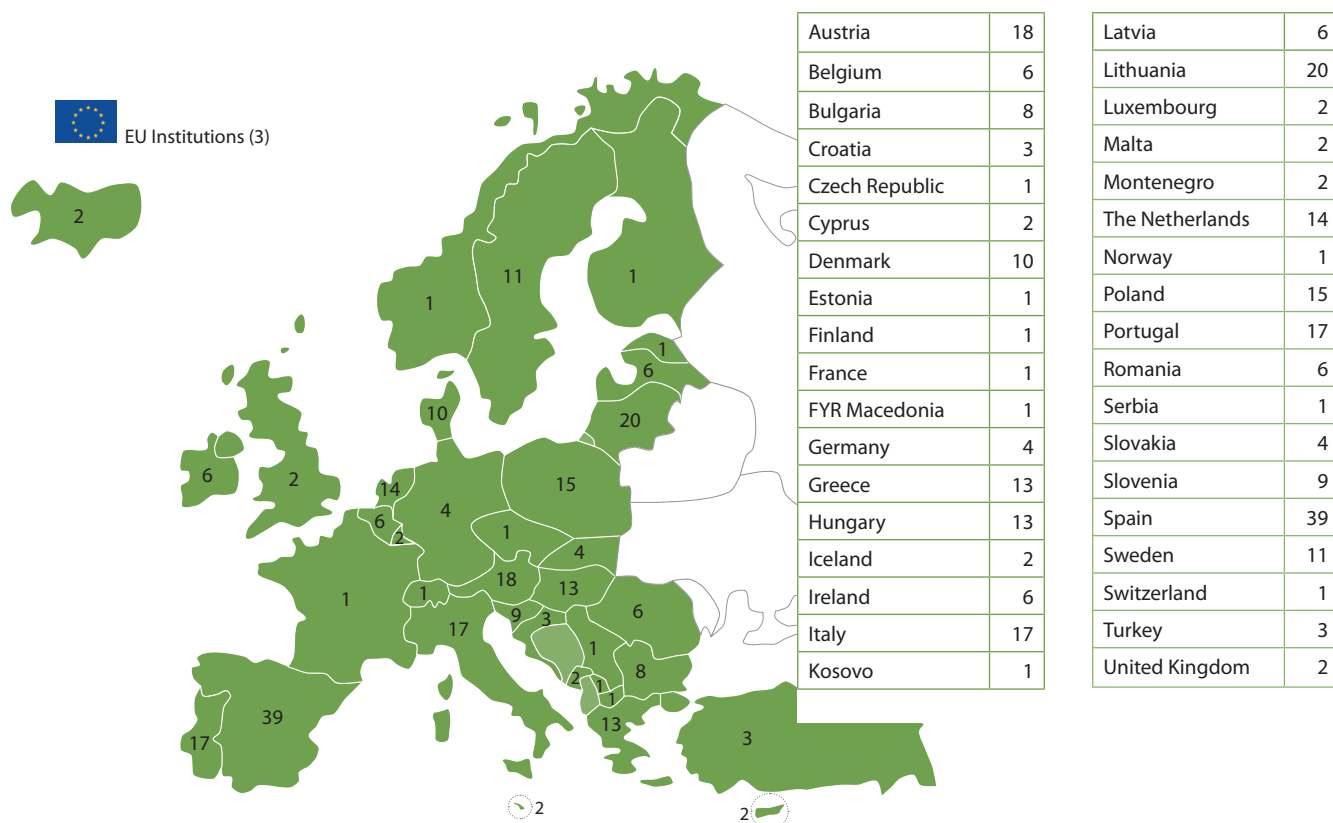 EU Institutions (3)
2
1
11
1
1
6
20
10
6
2
14
6
2
4
15
1
4
18
13
1
1
17
9
3
6
1
8
2
1
1
13
39
17
3
2
2
Austria 18
Belgium 6
Bulgaria 8
Croatia 3
Czech Republic 1
Cyprus 2
Denmark 10
Estonia 1
Finland 1
France 1
FYR Macedonia 1
Germany 4
Greece 13
Hungary 13
Iceland 2
Ireland 6
Italy 17
Kosovo 1
Latvia 6
Lithuania 20
Luxembourg 2
Malta 2
Montenegro 2
The Netherlands 14
Norway 1
Poland 15
Portugal 17
Romania 6
Serbia 1
Slovakia 4
Slovenia 9
Spain 39
Sweden 11
Switzerland 1
Turkey 3
United Kingdom 2